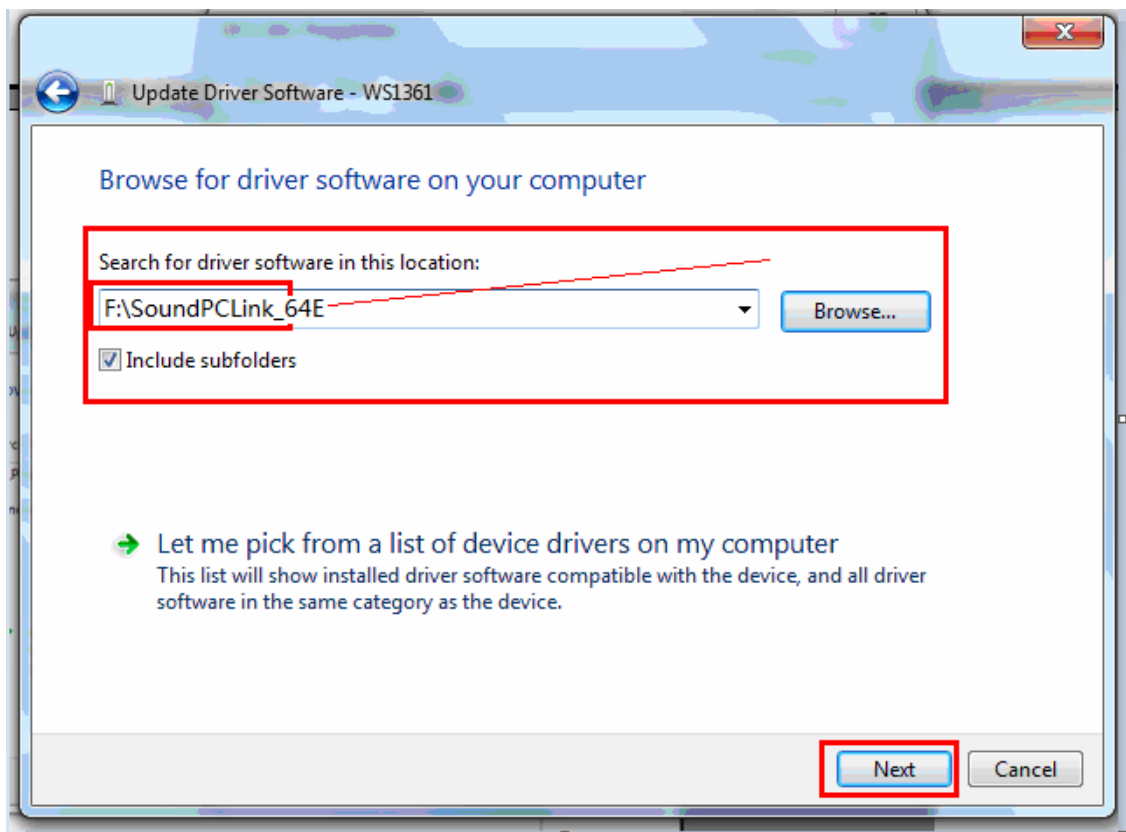 Update Driver Software - WS1361
Browse for driver software on your computer
Search for driver software in this location:
F:\SoundPCLink_64E
Browse...
Include subfolders
Let me pick from a list of device drivers on my computer
This list will show installed driver software compatible with the device, and all driver
software in the same category as the device.
Next
Cancel